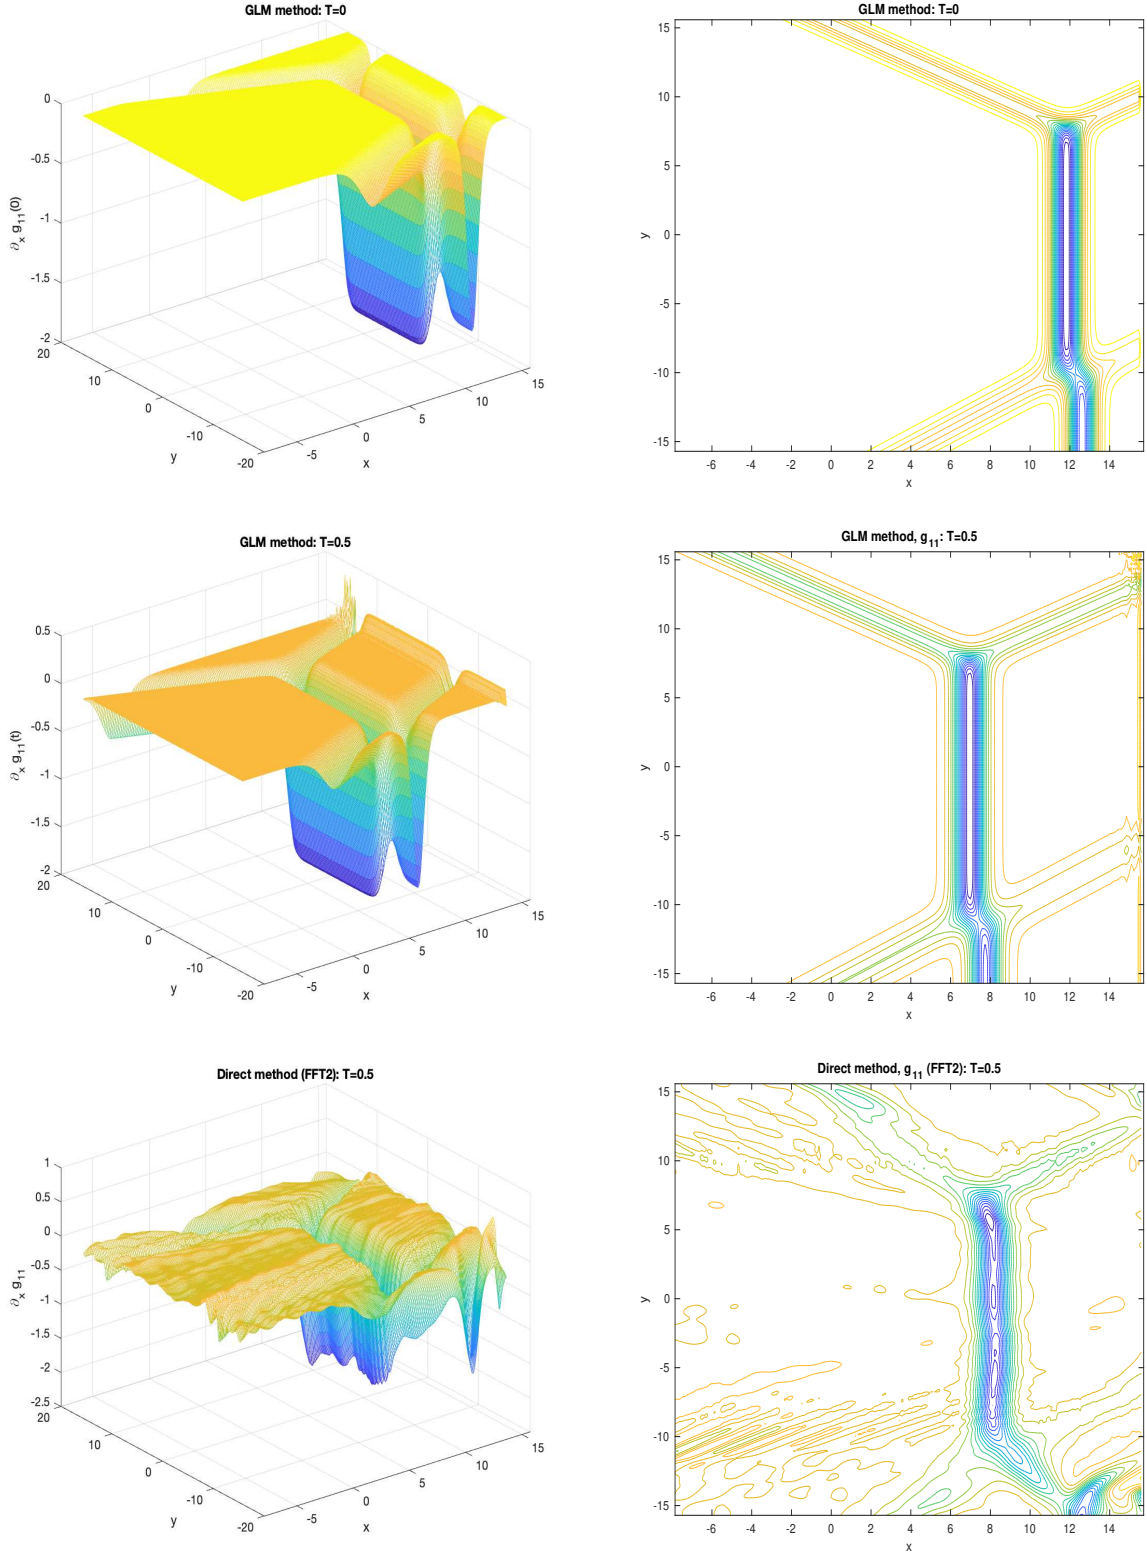 GLM method: T=0
0
-0.5
-1
-1.5
-2
∂x g11(0)
20
10
0
-10
-20
y
-5
0
5
10
15
x
GLM method: T=0
15
10
5
0
-5
-10
-15
y
-6 -4 -2 0 2 4 6 8 10 12 14
x
GLM method: T=0.5
0.5
0
-0.5
-1
-1.5
-2
∂x g11(t)
20
10
0
-10
-20
y
-5
0
5
10
15
x
GLM method, g11: T=0.5
15
10
5
0
-5
-10
-15
y
-6 -4 -2 0 2 4 6 8 10 12 14
x
Direct method (FFT2): T=0.5
1
0.5
0
-0.5
-1
-1.5
-2
-2.5
∂x g11
20
10
0
-10
-20
y
-5
0
5
10
15
x
Direct method, g11 (FFT2): T=0.5
15
10
5
0
-5
-10
-15
y
-6 -4 -2 0 2 4 6 8 10 12 14
x